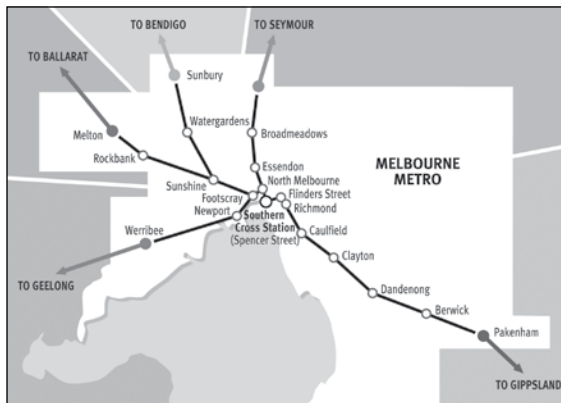 TO BENDIGO
TO SEYMOUR
TO BALLARAT
Sunbury
Watergardens
Broadmeadows
Melton
Rockbank
Essendon
MELBOURNE
METRO
North Melbourne
Sunshine
Footscray
Flinders Street
Newport
Richmond
Southern
Cross Station
(Spencer Street)
Werribee
Caulfield
Clayton
TO GEELONG
Dandenong
Berwick
Pakenham
TO GIPPSLAND